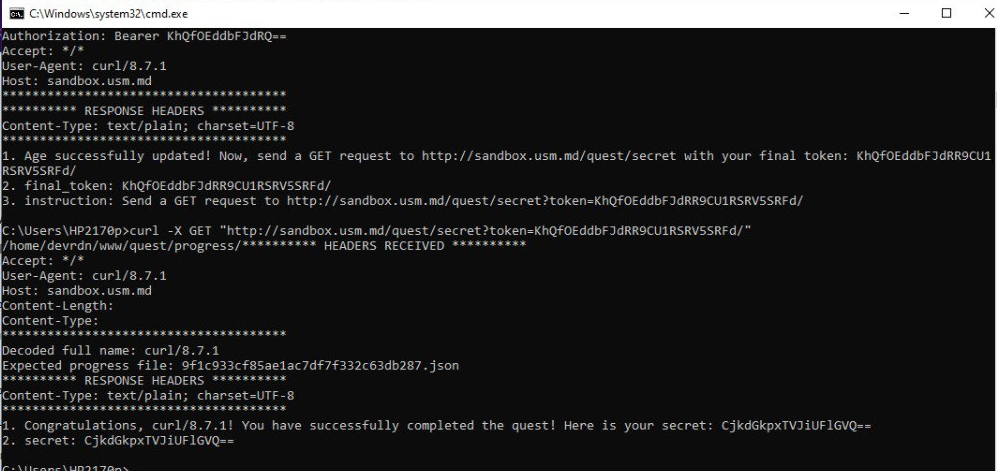 C:\Windows\system32\cmd.exe
Authorization: Bearer KhQfOEddbFJdRQ==
Accept: */*
User-Agent: curl/8.7.1
Host: sandbox.usm.md
**************************************
********** RESPONSE HEADERS **********
Content-Type: text/plain; charset=UTF-8
**************************************
1. Age successfully updated! Now, send a GET request to http://sandbox.usm.md/quest/secret with your final token: KhQfOEddbFJdRR9CU1
RSRV5SRFd/
2. final_token: KhQfOEddbFJdRR9CU1RSRV5SRFd/
3. instruction: Send a GET request to http://sandbox.usm.md/quest/secret?token=KhQfOEddbFJdRR9CU1RSRV5SRFd/
C:\Users\HP2170p>curl -X GET "http://sandbox.usm.md/quest/secret?token=KhQfOEddbFJdRR9CU1RSRV5SRFd/"
/home/devrdn/www/quest/progress/********** HEADERS RECEIVED **********
Accept: */*
User-Agent: curl/8.7.1
Host: sandbox.usm.md
Content-Length:
Content-Type:
**************************************
Decoded full name: curl/8.7.1
Expected progress file: 9f1c933cf85ae1ac7df7f332c63db287.json
********** RESPONSE HEADERS **********
Content-Type: text/plain; charset=UTF-8
**************************************
1. Congratulations, curl/8.7.1! You have successfully completed the quest! Here is your secret: CjkdGkpxTVJiUFlGVQ==
2. secret: CjkdGkpxTVJiUFlGVQ==
C:\Users\HP2170p>